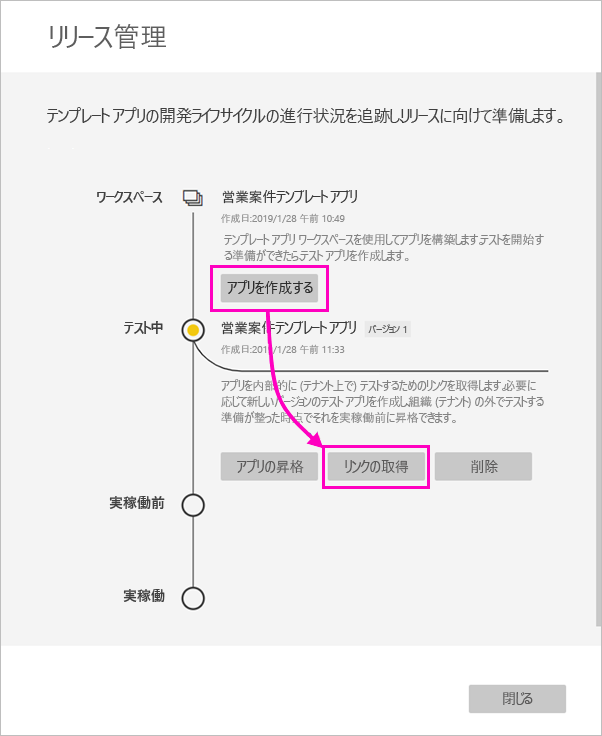 リリース管理
テンプレート アプリの開発ライフサイクルの進行状況を追跡しリリースに向けて準備します。
ワークスペース
営業案件テンプレート アプリ
作成日:2019/1/28 午前 10:49
テンプレート アプリ ワークスペースを使用してアプリを構築します。テストを開始す
る準備ができたらテスト アプリを作成します。
アプリを作成する
テスト中
営業案件テンプレート アプリ バージョン 1
作成日:2019/1/28 午前 11:33
アプリを内部的に (テナント上で) テストするためのリンクを取得します。必要に
応じて新しいバージョンのテスト アプリを作成し、組織 (テナント) の外でテストする
準備が整った時点でそれを実稼働前に昇格できます。
アプリの昇格 リンクの取得 削除
実稼働前
実稼働
閉じる